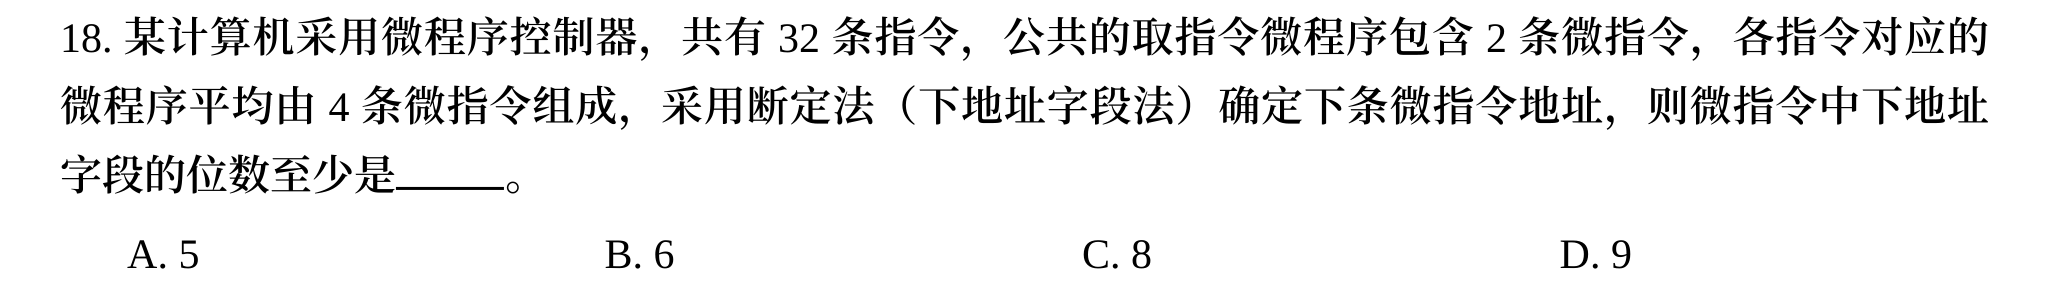 18. 某计算机采用微程序控制器，共有 32 条指令，公共的取指令微程序包含 2 条微指令，各指令对应的
微程序平均由 4 条微指令组成，采用断定法（下地址字段法）确定下条微指令地址，则微指令中下地址
字段的位数至少是_____。
A. 5 B. 6 C. 8 D. 9